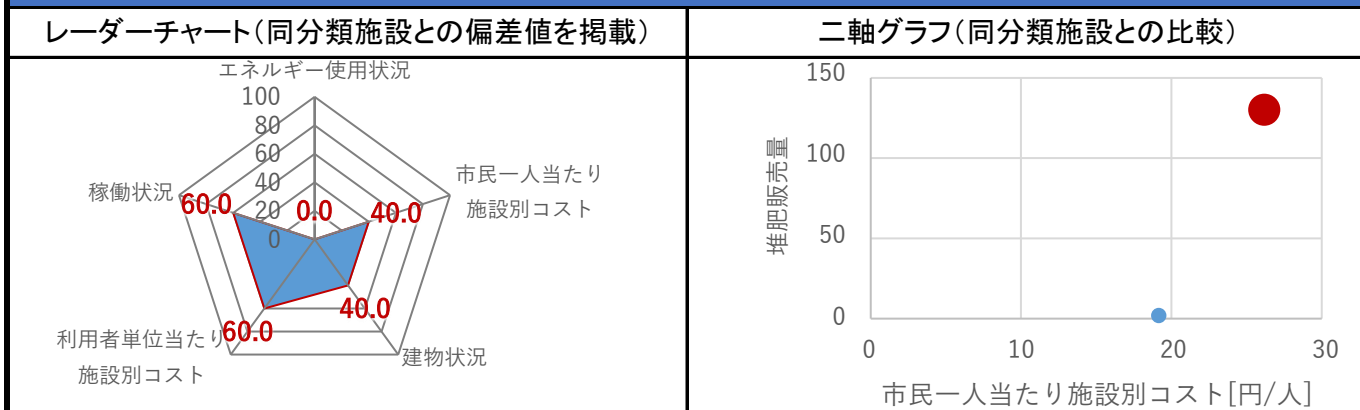 レーダーチャート(同分類施設との偏差値を掲載)
二軸グラフ(同分類施設との比較)
エネルギー使用状況
100
80
60
40
20
0
0.0
市民一人当たり
施設別コスト
40.0
建物状況
40.0
利用者単位当たり
施設別コスト
60.0
稼働状況
60.0
150
100
50
0
堆肥販売量
0
10
20
30
市民一人当たり施設別コスト[円/人]